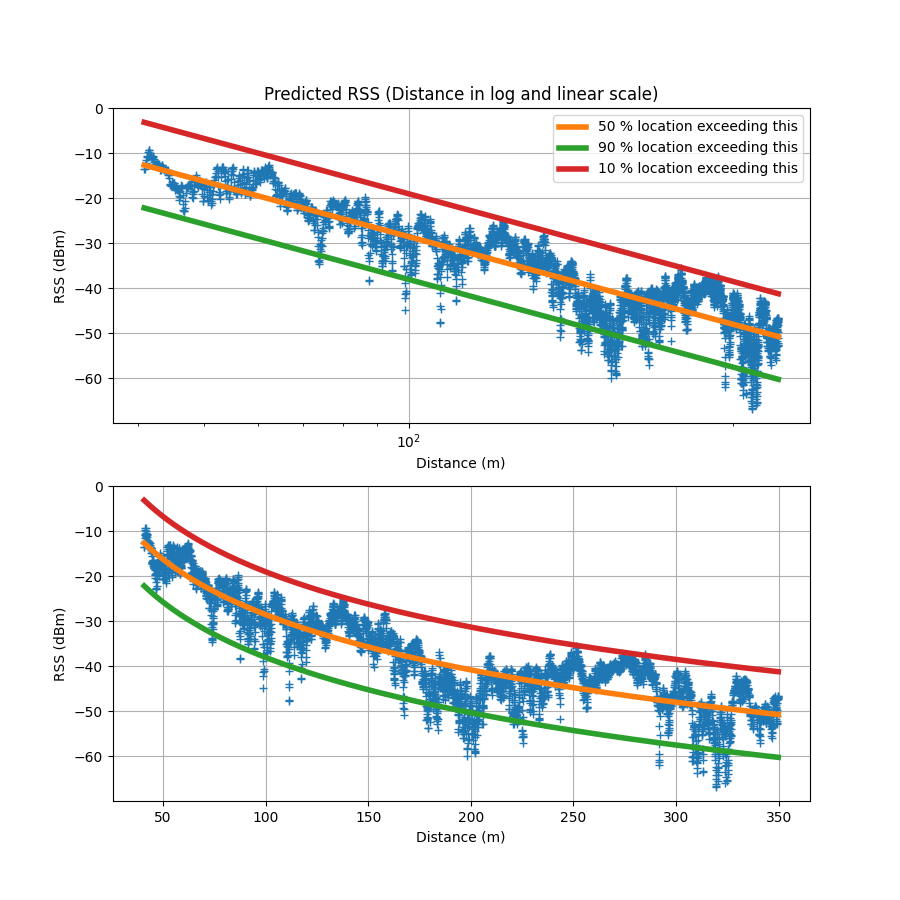 Predicted RSS (Distance in log and linear scale)
0
−10
−20
−30
−40
−50
−60
RSS (dBm)
50 % location exceeding this
90 % location exceeding this
10 % location exceeding this
10²
Distance (m)
0
−10
−20
−30
−40
−50
−60
RSS (dBm)
50 100 150 200 250 300 350
Distance (m)